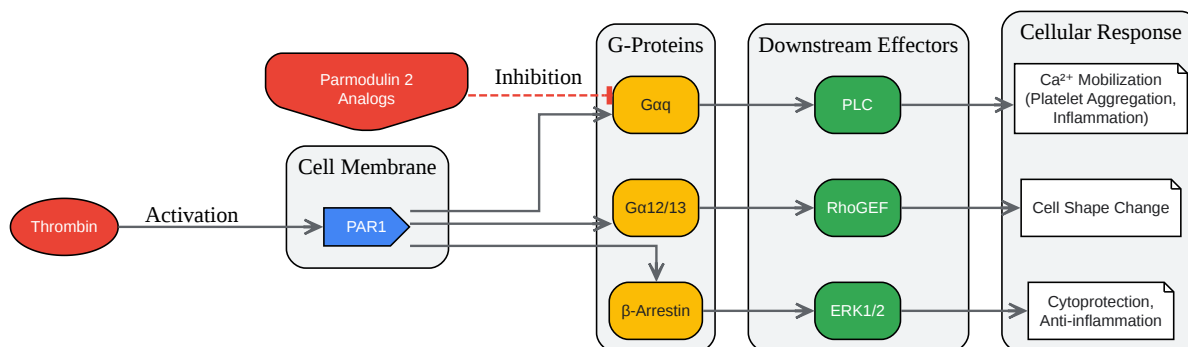 G-Proteins
Downstream Effectors
Cellular Response
Parmodulin 2
Analogs
Inhibition
Gαq
PLC
Ca²⁺ Mobilization
(Platelet Aggregation,
Inflammation)
Cell Membrane
Thrombin
Activation
PAR1
Gα12/13
RhoGEF
Cell Shape Change
β-Arrestin
ERK1/2
Cytoprotection,
Anti-inflammation